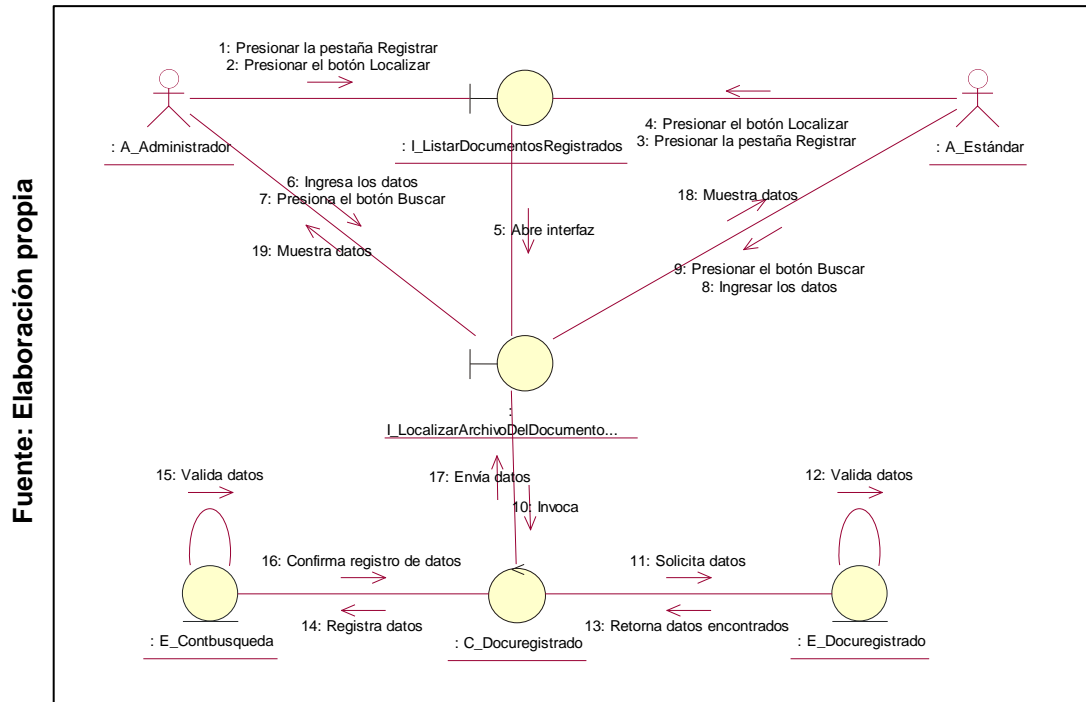 Fuente: Elaboración propia
1: Presionar la pestaña Registrar
2: Presionar el botón Localizar
: A_Administrador
: I_ListarDocumentosRegistrados
4: Presionar el botón Localizar
3: Presionar la pestaña Registrar
: A_Estándar
6: Ingresa los datos
7: Presiona el botón Buscar
19: Muestra datos
5: Abre interfaz
18: Muestra datos
9: Presionar el botón Buscar
8: Ingresar los datos
:
I_LocalizarArchivoDelDocumento...
15: Valida datos
17: Envía datos
10: Invoca
12: Valida datos
16: Confirma registro de datos
11: Solicita datos
14: Registra datos
13: Retorna datos encontrados
: E_Contbusqueda
: C_Docuregistrado
: E_Docuregistrado